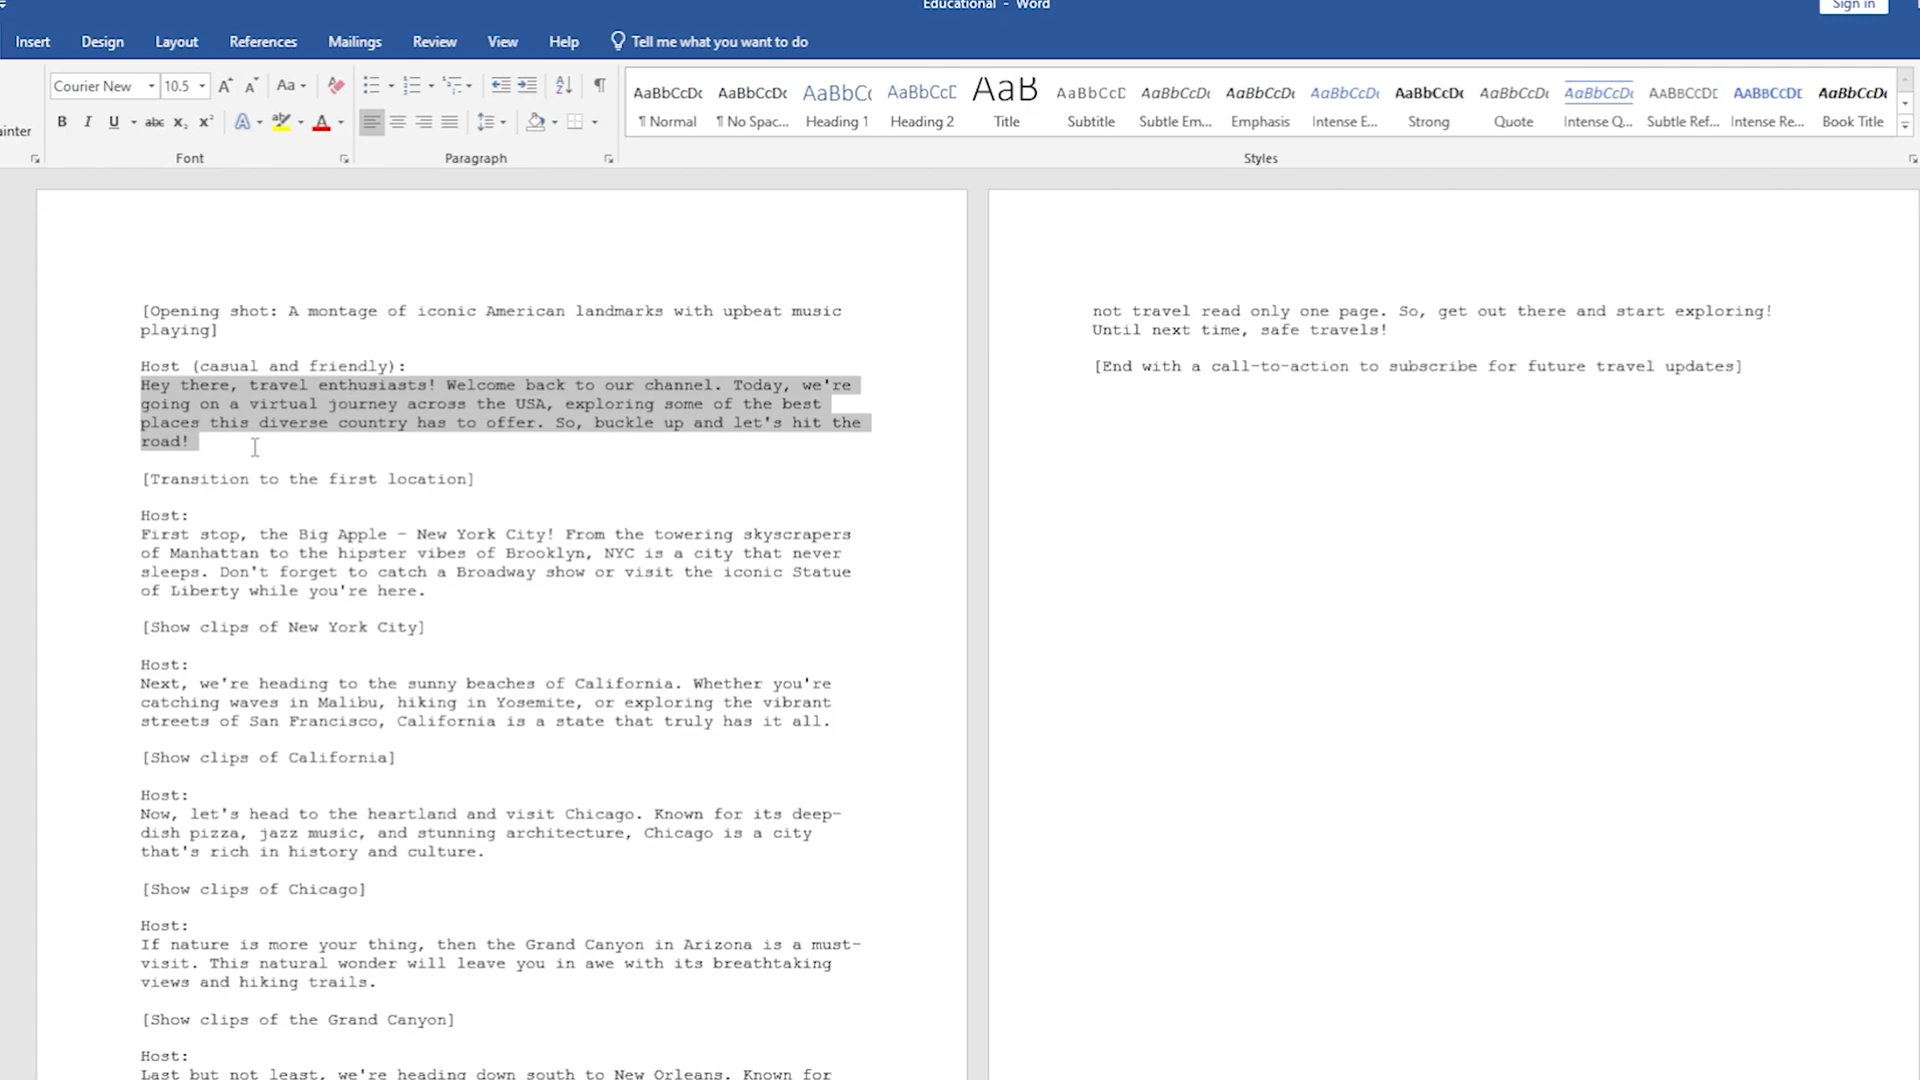 Educational - Word
Sign in
Insert Design Layout References Mailings Review View Help Tell me what you want to do
Courier New 10.5 Aa
AaBbCcDc AaBbCcDc AaBbC AaBbCcC AaB AaBbCcC AaBbCcDc AaBbCcDc AaBbCcDc AaBbCcDc AaBbCcDc AaBbCcDc AABBCCDC AABBCCDC AaBbCcDc
ainter
B I U abc x₂ x² A ab A
¶ Normal ¶ No Spac... Heading 1 Heading 2 Title Subtitle Subtle Em... Emphasis Intense E... Strong Quote Intense Q... Subtle Ref... Intense Re... Book Title
Font Paragraph Styles
[Opening shot: A montage of iconic American landmarks with upbeat music
playing]
Host (casual and friendly):
Hey there, travel enthusiasts! Welcome back to our channel. Today, we're
going on a virtual journey across the USA, exploring some of the best
places this diverse country has to offer. So, buckle up and let's hit the
road!
[Transition to the first location]
Host:
First stop, the Big Apple - New York City! From the towering skyscrapers
of Manhattan to the hipster vibes of Brooklyn, NYC is a city that never
sleeps. Don't forget to catch a Broadway show or visit the iconic Statue
of Liberty while you're here.
[Show clips of New York City]
Host:
Next, we're heading to the sunny beaches of California. Whether you're
catching waves in Malibu, hiking in Yosemite, or exploring the vibrant
streets of San Francisco, California is a state that truly has it all.
[Show clips of California]
Host:
Now, let's head to the heartland and visit Chicago. Known for its deep-
dish pizza, jazz music, and stunning architecture, Chicago is a city
that's rich in history and culture.
[Show clips of Chicago]
Host:
If nature is more your thing, then the Grand Canyon in Arizona is a must-
visit. This natural wonder will leave you in awe with its breathtaking
views and hiking trails.
[Show clips of the Grand Canyon]
Host:
Last but not least, we're heading down south to New Orleans. Known for
not travel read only one page. So, get out there and start exploring!
Until next time, safe travels!
[End with a call-to-action to subscribe for future travel updates]